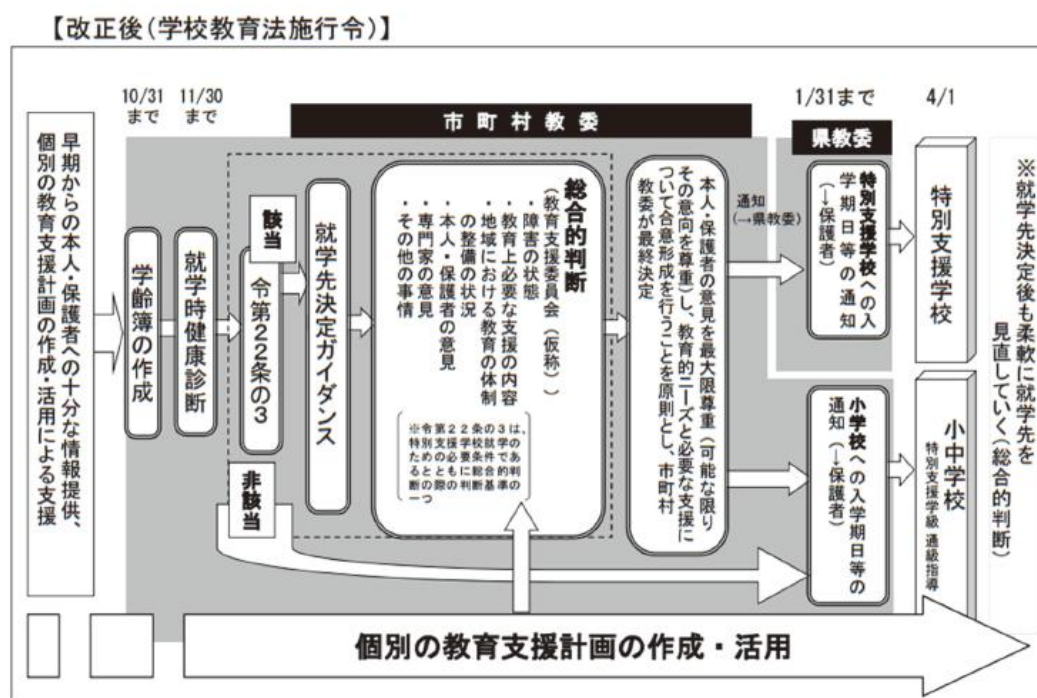 【改正後(学校教育法施行令)】
早期からの本人・保護者への十分な情報提供、
個別の教育支援計画の作成・活用による支援
10/31
まで
11/30
まで
学齢簿の作成
就学時健康診断
市町村教委
該当
令第22条の3
非該当
就学先決定ガイダンス
総合的判断
(教育支援委員会(仮称))
・障害の状態
・教育上必要な支援の内容
・地域における教育の体制
の整備の状況
・本人・保護者の意見
・専門家の意見
・その他の事情
※令第22条の3は、
特別支援学校就学の
ための必要条件であ
るとともに総合的判
断の際の判断基準の
一つ
本人・保護者の意見を最大限尊重(可能な限り
その意向を尊重)し、教育的ニーズと必要な支援に
ついて合意形成を行うことを原則とし、市町村
教委が最終決定
通知
(→県教委)
1/31まで
県教委
特別支援学校への入
学期日等の通知
(→保護者)
小学校への入学期日等の
通知(→保護者)
4/1
特別支援学校
小中学校
特別支援学級 通級指導
※就学先決定後も柔軟に就学先を
見直していく(総合的判断)
個別の教育支援計画の作成・活用